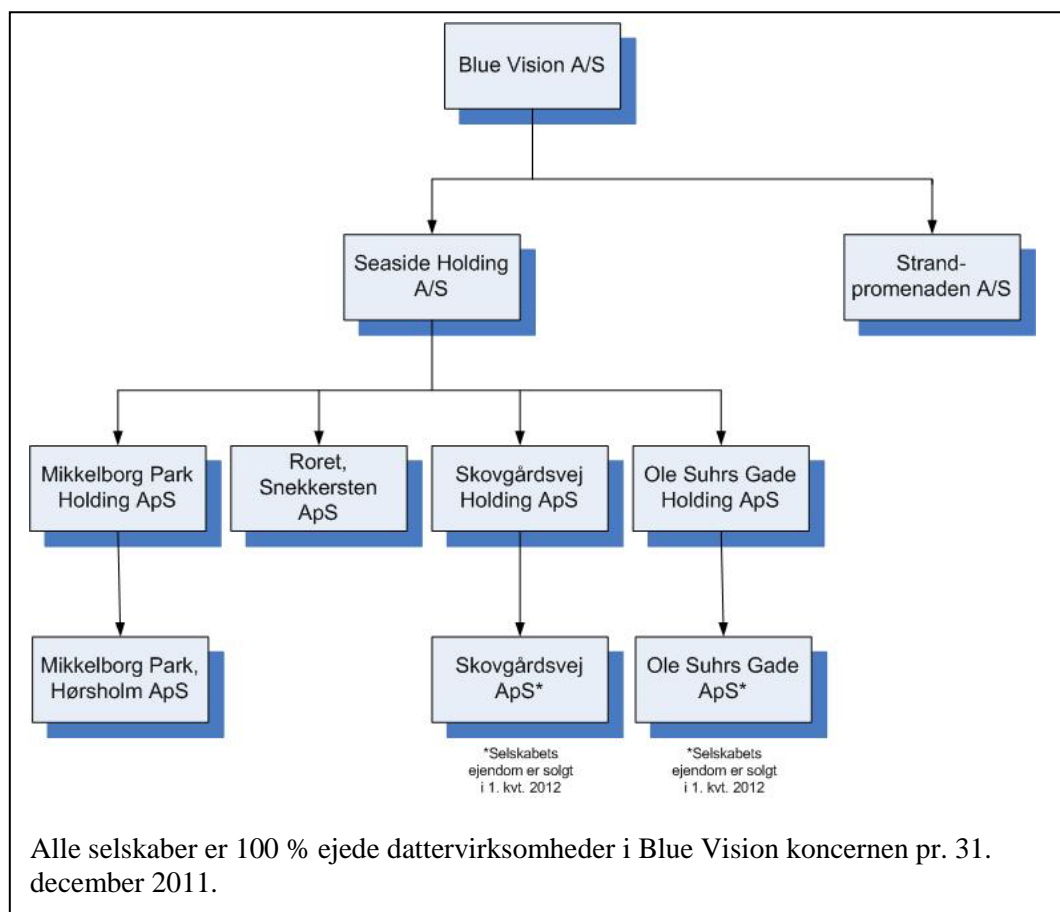 Blue Vision A/S
Seaside Holding
A/S
Strand-
promenaden A/S
Mikkelborg Park
Holding ApS
Roret,
Snekkersten
ApS
Skovgårdsvej
Holding ApS
Ole Suhrs Gade
Holding ApS
Mikkelborg Park,
Hørsholm ApS
Skovgårdsvej
ApS*
Ole Suhrs Gade
ApS*
*Selskabets
ejendom er solgt
i 1. kvt. 2012
*Selskabets
ejendom er solgt
i 1. kvt. 2012
Alle selskaber er 100 % ejede dattervirksomheder i Blue Vision koncernen pr. 31.
december 2011.